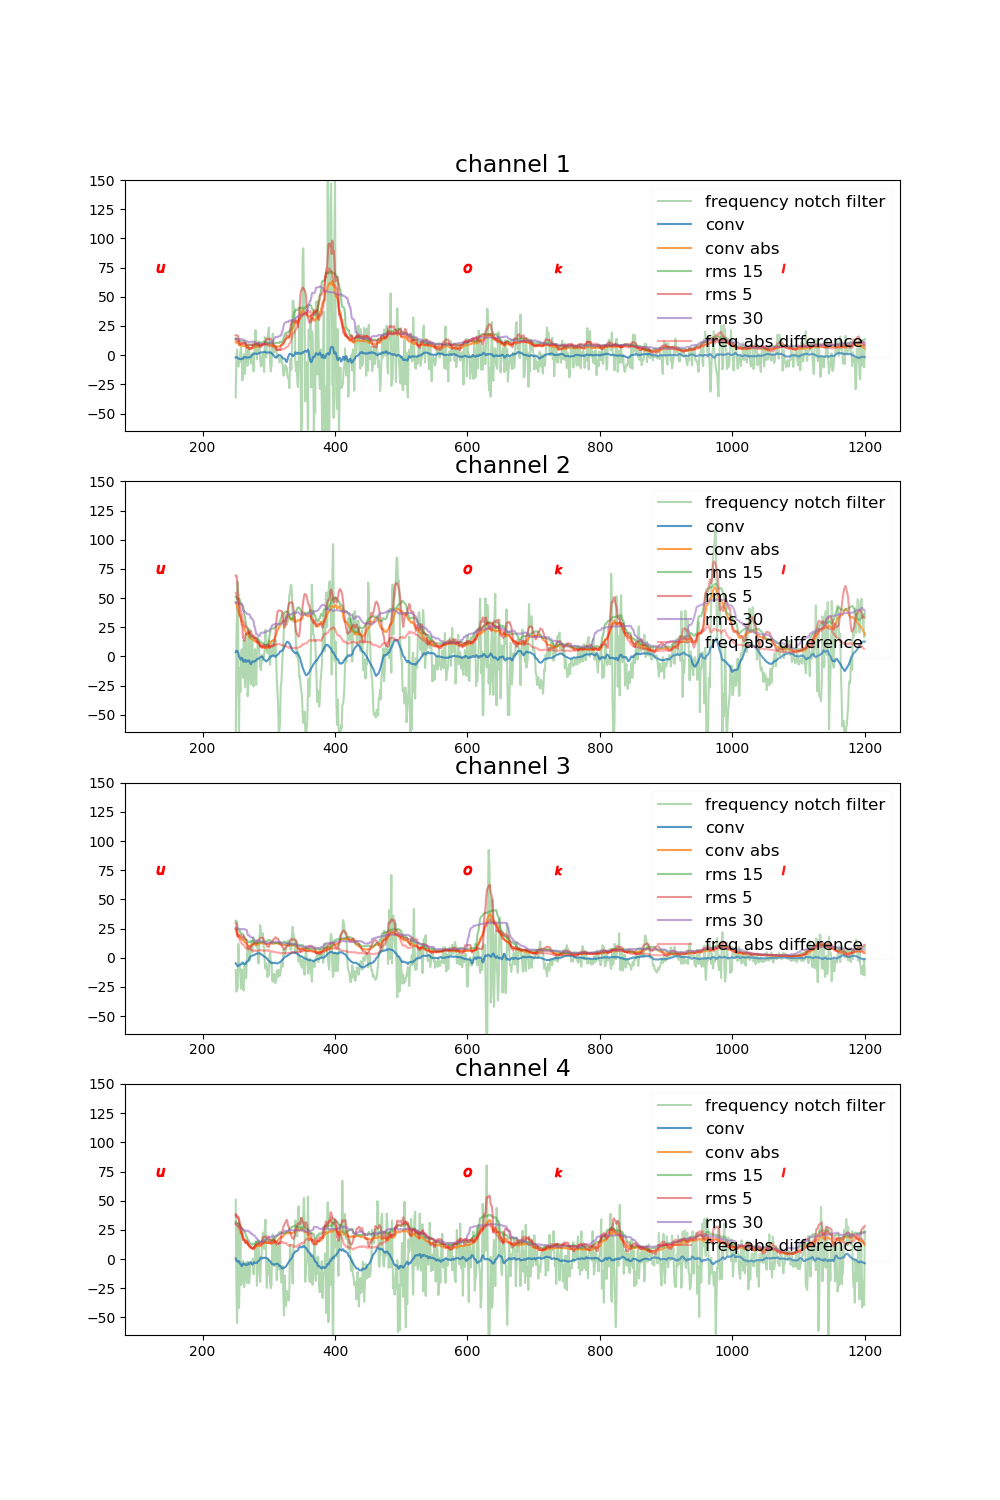 channel 1
150
frequency notch filter
125
conv
100
conv abs
u o k l
75
rms 15
50
rms 5
25
rms 30
0
freq abs difference
−25
−50
200 400 600 800 1000 1200
channel 2
150
frequency notch filter
125
conv
100
conv abs
u o k l
75
rms 15
50
rms 5
25
rms 30
0
freq abs difference
−25
−50
200 400 600 800 1000 1200
channel 3
150
frequency notch filter
125
conv
100
conv abs
u o k l
75
rms 15
50
rms 5
25
rms 30
0
freq abs difference
−25
−50
200 400 600 800 1000 1200
channel 4
150
frequency notch filter
125
conv
100
conv abs
u o k l
75
rms 15
50
rms 5
25
rms 30
0
freq abs difference
−25
−50
200 400 600 800 1000 1200